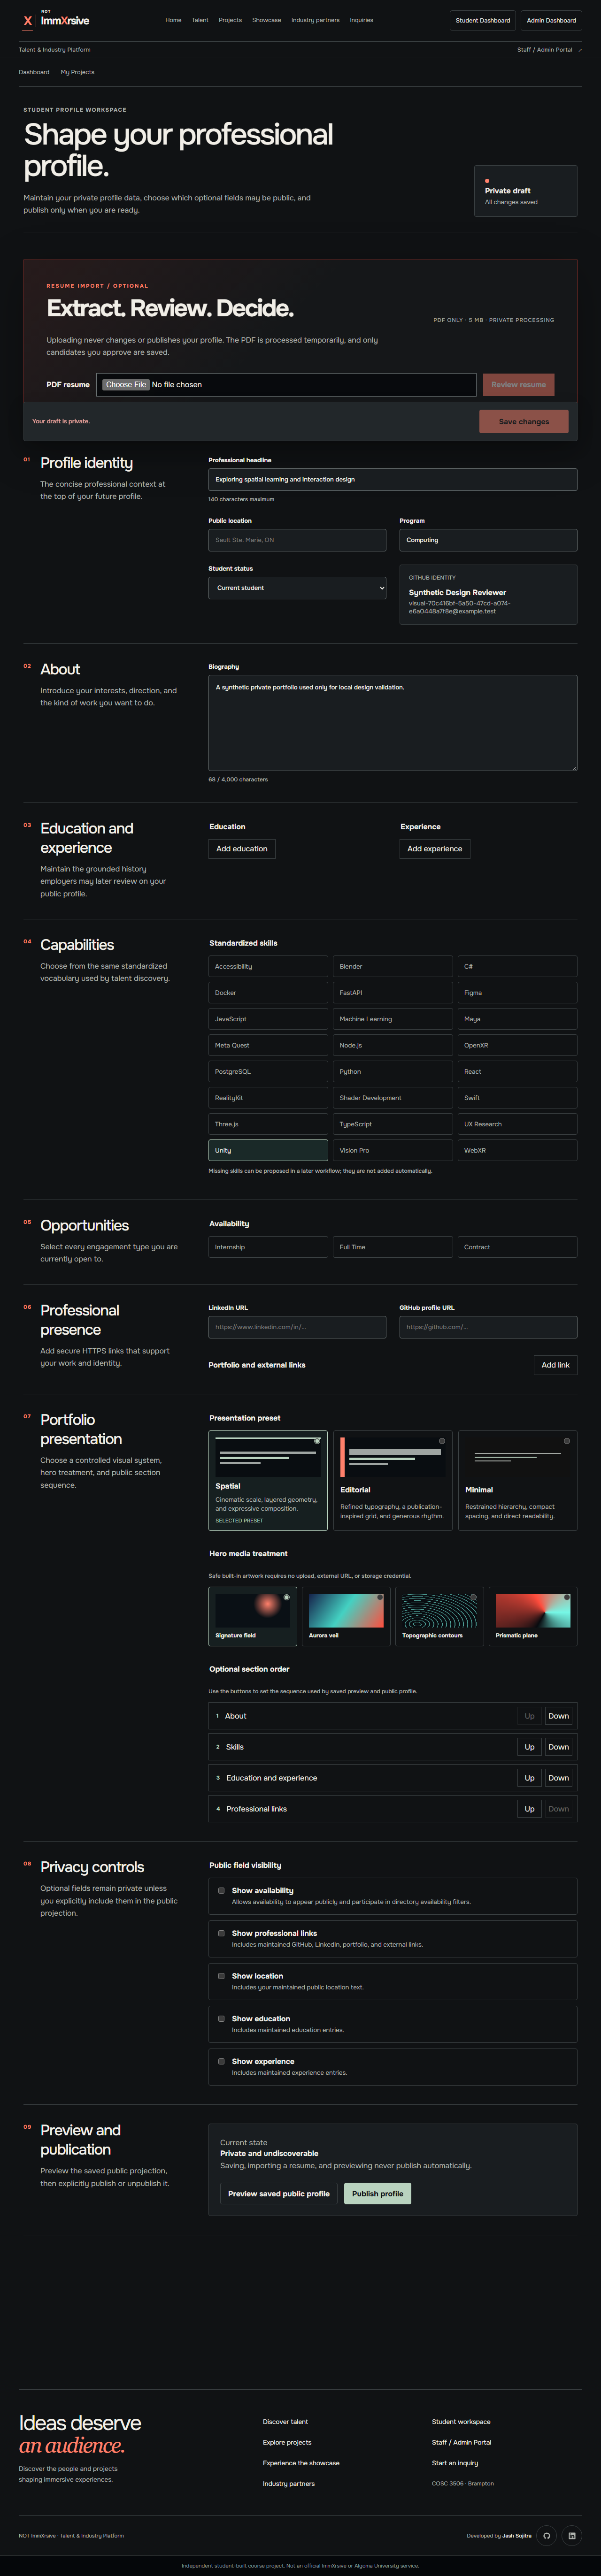 NOT
ImmXrsive
X
Home
Talent
Projects
Showcase
Industry partners
Inquiries
Student Dashboard
Admin Dashboard
Talent & Industry Platform
Staff / Admin Portal ↗
Dashboard
My Projects
STUDENT PROFILE WORKSPACE
Shape your professional
profile.
Maintain your private profile data, choose which optional fields may be public, and
publish only when you are ready.
Private draft
All changes saved
RESUME IMPORT / OPTIONAL
Extract. Review. Decide.
PDF ONLY · 5 MB · PRIVATE PROCESSING
Uploading never changes or publishes your profile. The PDF is processed temporarily, and only
candidates you approve are saved.
PDF resume
Choose File No file chosen
Review resume
Your draft is private.
Save changes
01
Profile identity
The concise professional context at
the top of your future profile.
Professional headline
Exploring spatial learning and interaction design
140 characters maximum
Public location
Sault Ste. Marie, ON
Program
Computing
Student status
Current student
GITHUB IDENTITY
Synthetic Design Reviewer
visual-70c416bf-5a50-47cd-a074-
e6a0448a7f8e@example.test
02
About
Introduce your interests, direction, and
the kind of work you want to do.
Biography
A synthetic private portfolio used only for local design validation.
68 / 4,000 characters
03
Education and
experience
Maintain the grounded history
employers may later review on your
public profile.
Education
Add education
Experience
Add experience
04
Capabilities
Choose from the same standardized
vocabulary used by talent discovery.
Standardized skills
Accessibility
Blender
C#
Docker
FastAPI
Figma
JavaScript
Machine Learning
Maya
Meta Quest
Node.js
OpenXR
PostgreSQL
Python
React
RealityKit
Shader Development
Swift
Three.js
TypeScript
UX Research
Unity
Vision Pro
WebXR
Missing skills can be proposed in a later workflow; they are not added automatically.
05
Opportunities
Select every engagement type you are
currently open to.
Availability
Internship
Full Time
Contract
06
Professional
presence
Add secure HTTPS links that support
your work and identity.
LinkedIn URL
https://www.linkedin.com/in/...
GitHub profile URL
https://github.com/...
Portfolio and external links
Add link
07
Portfolio
presentation
Choose a controlled visual system,
hero treatment, and public section
sequence.
Presentation preset
Spatial
Cinematic scale, layered geometry,
and expressive composition.
SELECTED PRESET
Editorial
Refined typography, a publication-
inspired grid, and generous rhythm.
Minimal
Restrained hierarchy, compact
spacing, and direct readability.
Hero media treatment
Safe built-in artwork requires no upload, external URL, or storage credential.
Signature field
Aurora veil
Topographic contours
Prismatic plane
Optional section order
Use the buttons to set the sequence used by saved preview and public profile.
1 About Up Down
2 Skills Up Down
3 Education and experience Up Down
4 Professional links Up Down
08
Privacy controls
Optional fields remain private unless
you explicitly include them in the public
projection.
Public field visibility
Show availability
Allows availability to appear publicly and participate in directory availability filters.
Show professional links
Includes maintained GitHub, LinkedIn, portfolio, and external links.
Show location
Includes your maintained public location text.
Show education
Includes maintained education entries.
Show experience
Includes maintained experience entries.
09
Preview and
publication
Preview the saved public projection,
then explicitly publish or unpublish it.
Current state
Private and undiscoverable
Saving, importing a resume, and previewing never publish automatically.
Preview saved public profile
Publish profile
Ideas deserve
an audience.
Discover the people and projects
shaping immersive experiences.
Discover talent
Explore projects
Experience the showcase
Industry partners
Student workspace
Staff / Admin Portal
Start an inquiry
COSC 3506 · Brampton
NOT ImmXrsive · Talent & Industry Platform
Developed by Jash Sojitra
Independent student-built course project. Not an official ImmXrsive or Algoma University service.